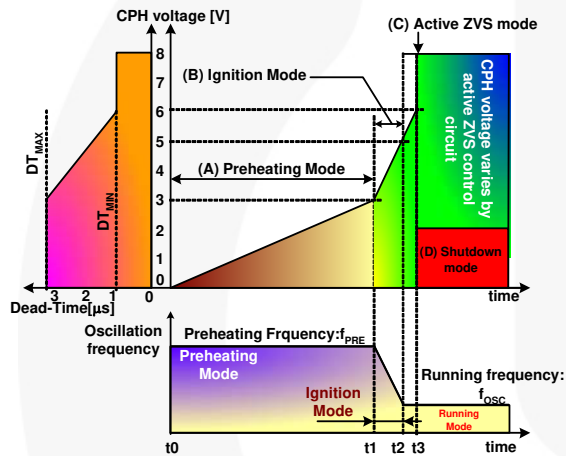 CPH voltage [V]
(C) Active ZVS mode
8
7
6
5
4
3
2
1
0
(B) Ignition Mode
(A) Preheating Mode
CPH voltage varies by
active ZVS control
circuit
(D) Shutdown
mode
DT_MAX
DT_MIN
3
2
1
0
Dead-Time[µs]
time
Oscillation
frequency
Preheating Frquency:f_PRE
Preheating
Mode
Ignition
Mode
Running frequency:
f_OSC
Running
Mode
t0
t1
t2
t3
time